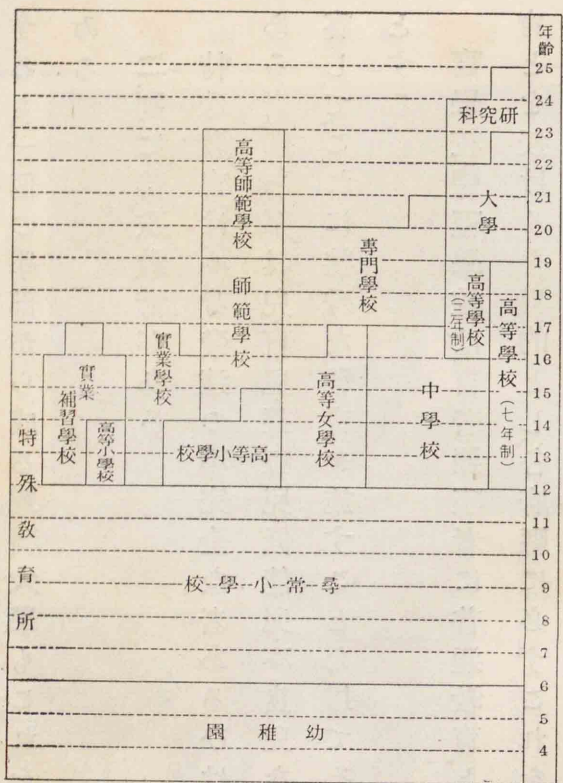 年齡
25
24
23
22
21
20
19
18
17
16
15
14
13
12
11
10
9
8
7
6
5
4
科究研
大學
高等學校(三年制)
高等學校(七年制)
專門學校
中學校
高等女學校
高等師範學校
師範學校
校學小等高
實業學校
實業
補習學校
高等小學校
特殊敎育所
校學小常尋
園稚幼